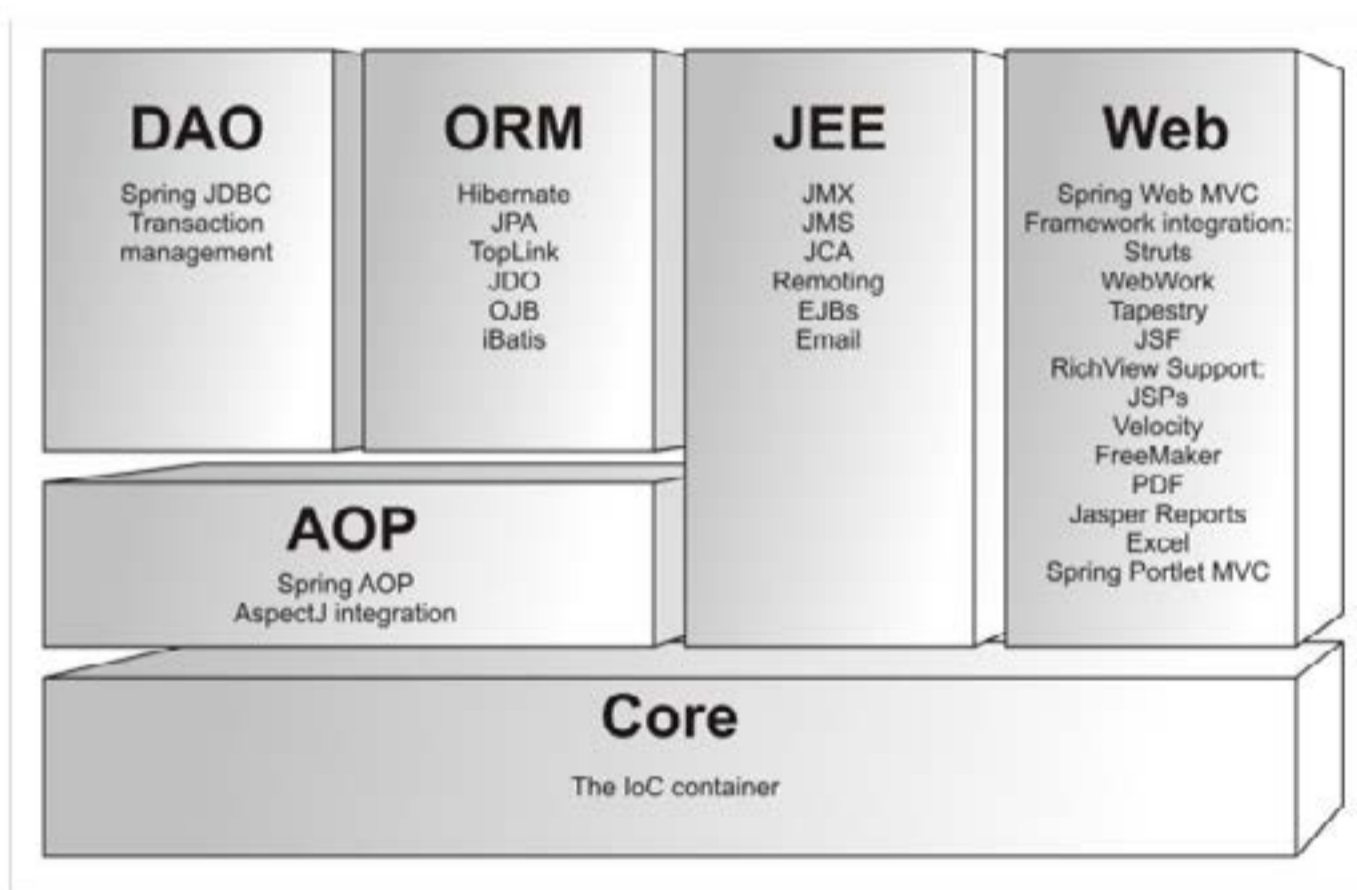 DAO
Spring JDBC
Transaction
management
ORM
Hibernate
JPA
TopLink
JDO
OJB
iBatis
JEE
JMX
JMS
JCA
Remoting
EJBs
Email
Web
Spring Web MVC
Framework integration:
Struts
WebWork
Tapestry
JSF
RichView Support:
JSPs
Velocity
FreeMaker
PDF
Jasper Reports
Excel
Spring Portlet MVC
AOP
Spring AOP
AspectJ integration
Core
The IoC container